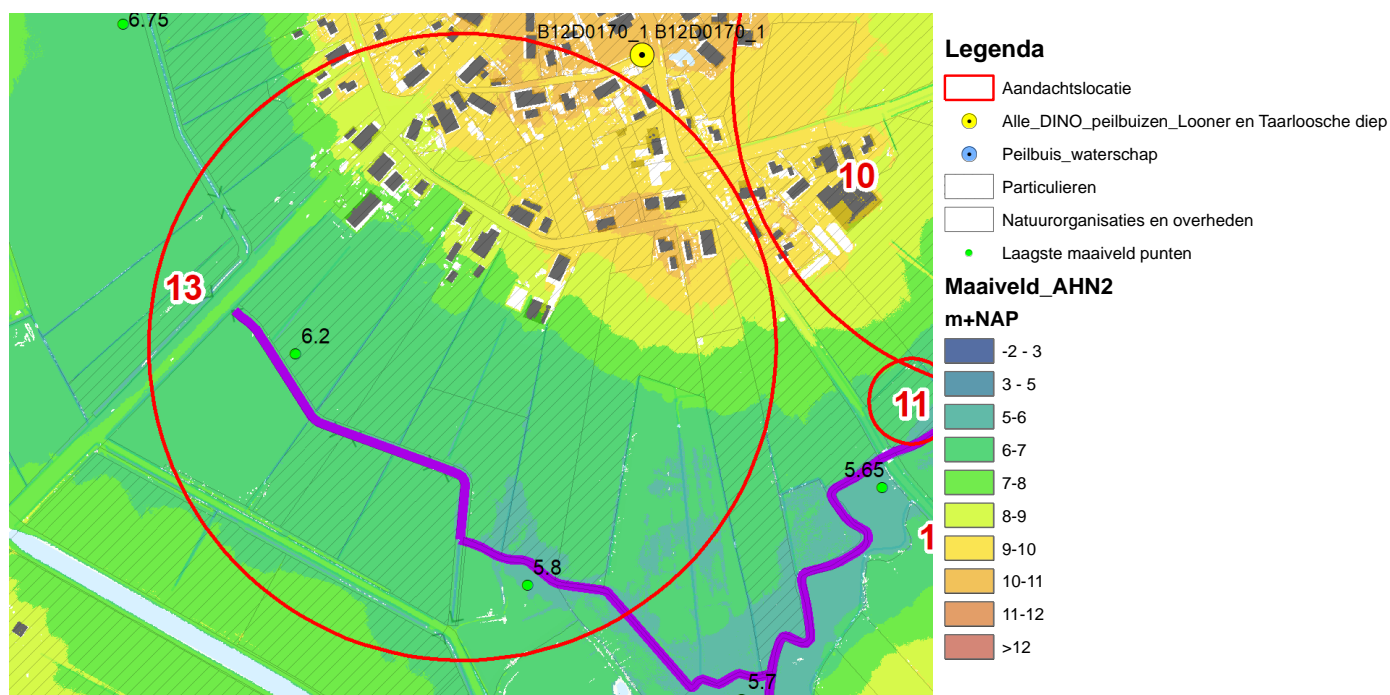 6.75
B12D0170_1 B12D0170_1
10
13
6.2
11
5.65
1
5.8
5.7
Legenda
Aandachtslocatie
Alle_DINO_peilbuizen_Looner en Taarloosche diep
Peilbuis_waterschap
Particulieren
Natuurorganisaties en overheden
Laagste maaiveld punten
Maaiveld_AHN2
m+NAP
-2 - 3
3 - 5
5-6
6-7
7-8
8-9
9-10
10-11
11-12
>12